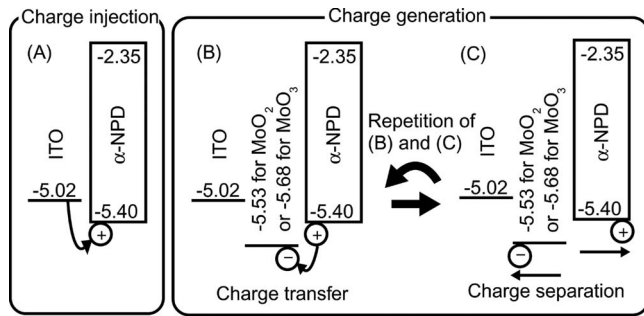 Charge injection
Charge generation
(A)
-2.35
ITO
α-NPD
-5.02
-5.40
+
(B)
-2.35
ITO
-5.53 for MoO2
or -5.68 for MoO3
α-NPD
-5.02
-5.40
+
−
Charge transfer
Repetition of
(B) and (C)
(C)
-2.35
ITO
-5.53 for MoO2
or -5.68 for MoO3
α-NPD
-5.02
-5.40
+
−
Charge separation